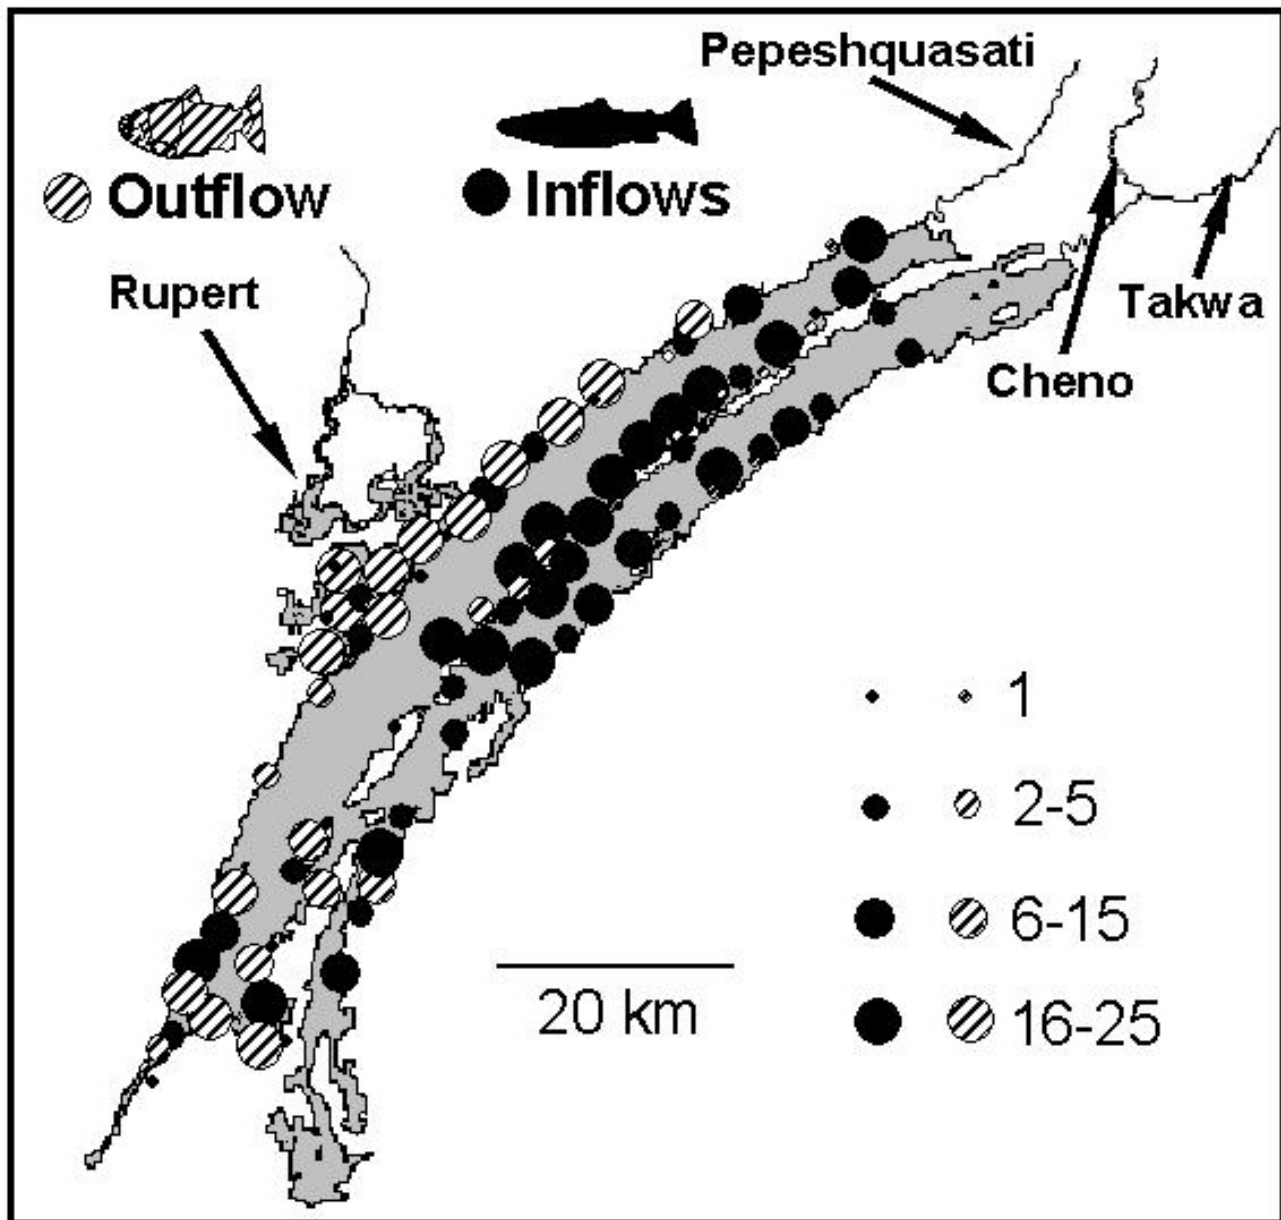 Pepeshquasati
Outflow
Inflows
Rupert
Takwa
Cheno
1
2-5
6-15
16-25
20 km